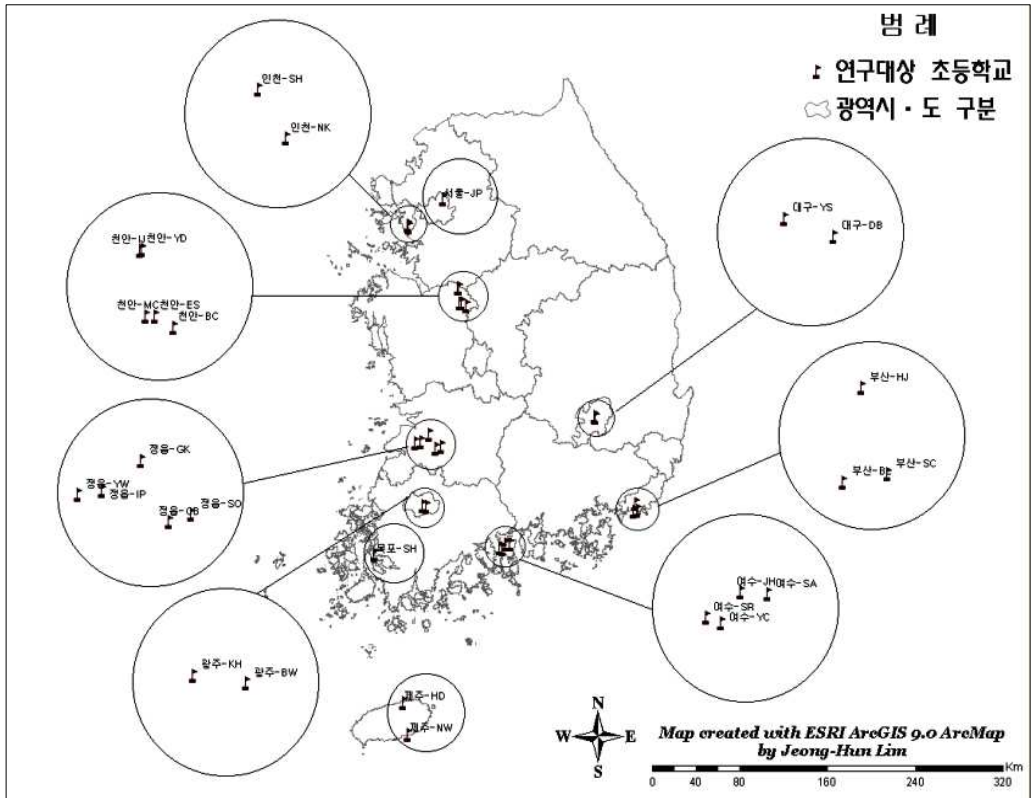 범 례
연구대상 초등학교
광역시 · 도 구분
인천-SH
인천-NK
서울-JP
천안-YD
천안-MC천안-ES
천안-BC
대구-YS
대구-DB
부산-HJ
부산-SC
정읍-GK
정읍-YW
정읍-IP
정읍-SO
목포-SH
여수-JH여수-SA
여수-SR
여수-YC
광주-KH
광주-BW
제주-HD
제주-NW
N
W E
S
Map created with ESRI ArcGIS 9.0 ArcMap
by Jeong-Hun Lim
Km
0 40 80 160 240 320